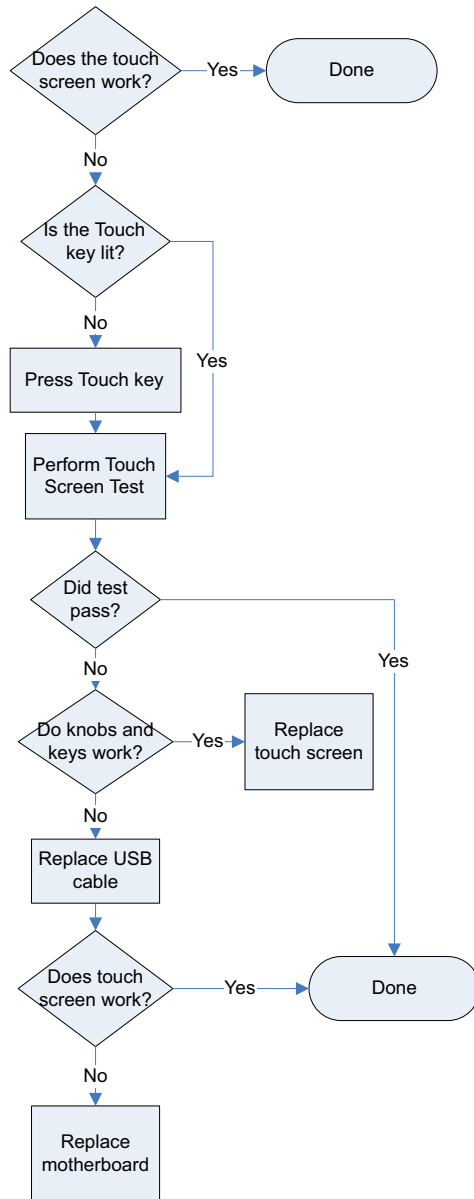 Does the touch
screen work?
Yes
Done
No
Is the Touch
key lit?
No
Yes
Press Touch key
Perform Touch
Screen Test
Did test
pass?
Yes
No
Do knobs and
keys work?
Yes
Replace
touch screen
No
Replace USB
cable
Does touch
screen work?
Yes
Done
No
Replace
motherboard